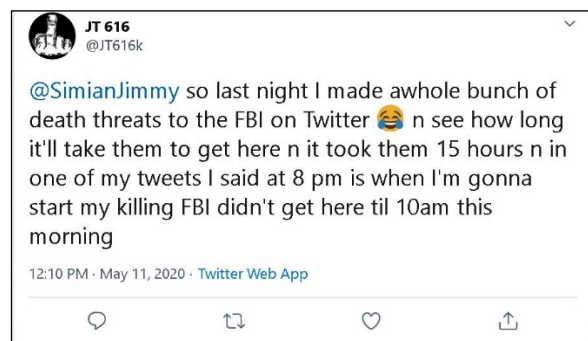 JT 616
@JT616k
@SimianJimmy so last night I made awhole bunch of
death threats to the FBI on Twitter 😂 n see how long
it'll take them to get here n it took them 15 hours n in
one of my tweets I said at 8 pm is when I'm gonna
start my killing FBI didn't get here til 10am this
morning
12:10 PM · May 11, 2020 · Twitter Web App